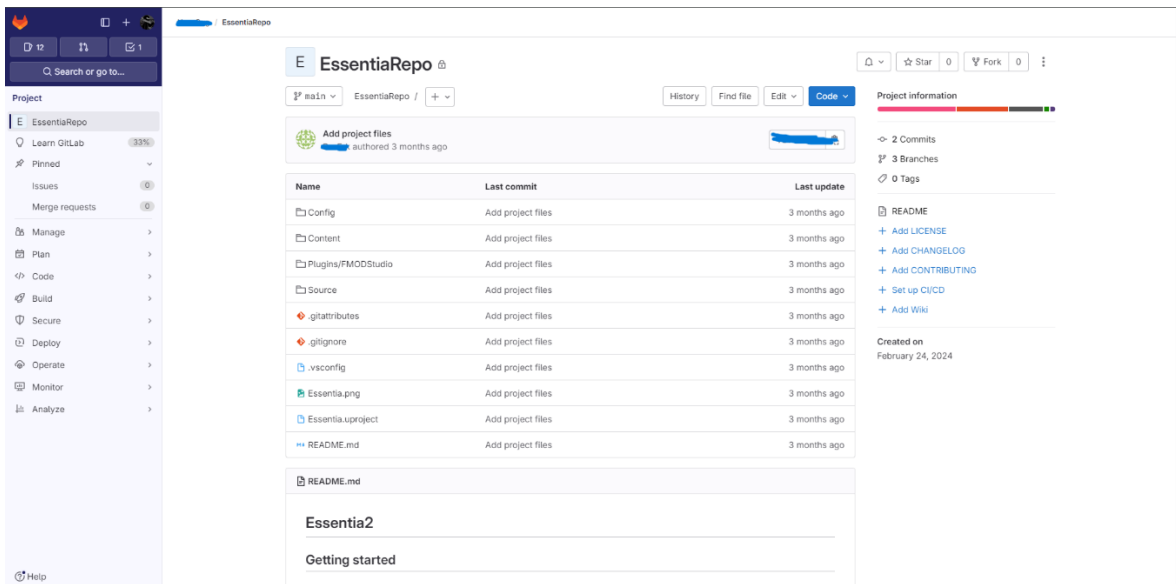 / EssentiaRepo
12
1
Search or go to...
Project
E EssentiaRepo
Learn GitLab 33%
Pinned
Issues 0
Merge requests 0
Manage
Plan
Code
Build
Secure
Deploy
Operate
Monitor
Analyze
Help
E EssentiaRepo
Star 0 Fork 0
main EssentiaRepo / + History Find file Edit Code
Add project files
authored 3 months ago
Name Last commit Last update
Config Add project files 3 months ago
Content Add project files 3 months ago
Plugins/FMODStudio Add project files 3 months ago
Source Add project files 3 months ago
.gitattributes Add project files 3 months ago
.gitignore Add project files 3 months ago
.vsconfig Add project files 3 months ago
Essentia.png Add project files 3 months ago
Essentia.uproject Add project files 3 months ago
README.md Add project files 3 months ago
README.md
Essentia2
Getting started
Project information
2 Commits
3 Branches
0 Tags
README
+ Add LICENSE
+ Add CHANGELOG
+ Add CONTRIBUTING
+ Set up CI/CD
+ Add Wiki
Created on
February 24, 2024